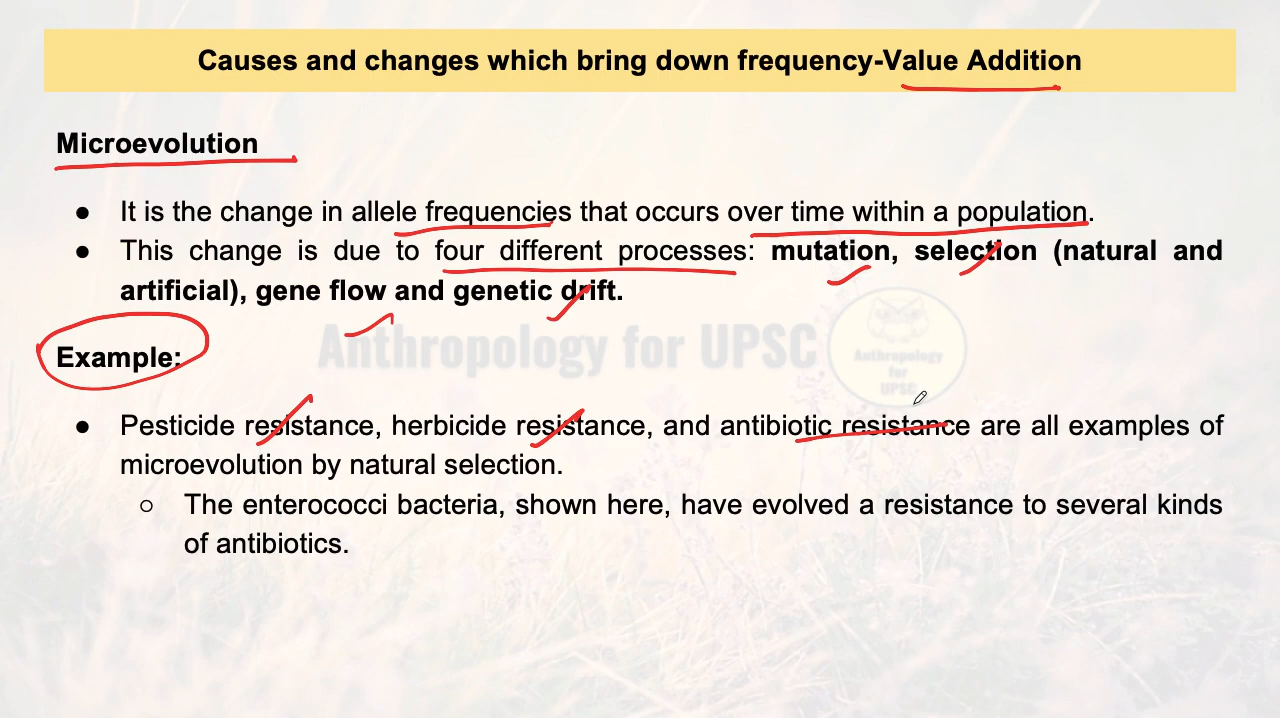 Causes and changes which bring down frequency-Value Addition
Microevolution
● It is the change in allele frequencies that occurs over time within a population.
● This change is due to four different processes: mutation, selection (natural and
artificial), gene flow and genetic drift.
Anthropology for UPSC
Anthropology
for
UPSC
Example:
● Pesticide resistance, herbicide resistance, and antibiotic resistance are all examples of
microevolution by natural selection.
○ The enterococci bacteria, shown here, have evolved a resistance to several kinds
of antibiotics.